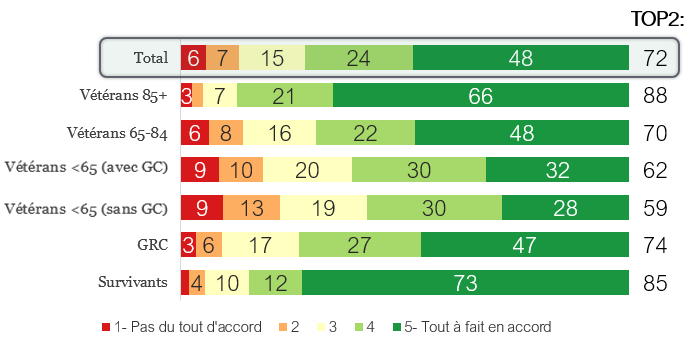 TOP2:
Total 6 7 15 24 48 72
Vétérans 85+ 3 7 21 66 88
Vétérans 65-84 6 8 16 22 48 70
Vétérans <65 (avec GC) 9 10 20 30 32 62
Vétérans <65 (sans GC) 9 13 19 30 28 59
GRC 3 6 17 27 47 74
Survivants 4 10 12 73 85
1- Pas du tout d'accord 2 3 4 5- Tout à fait en accord